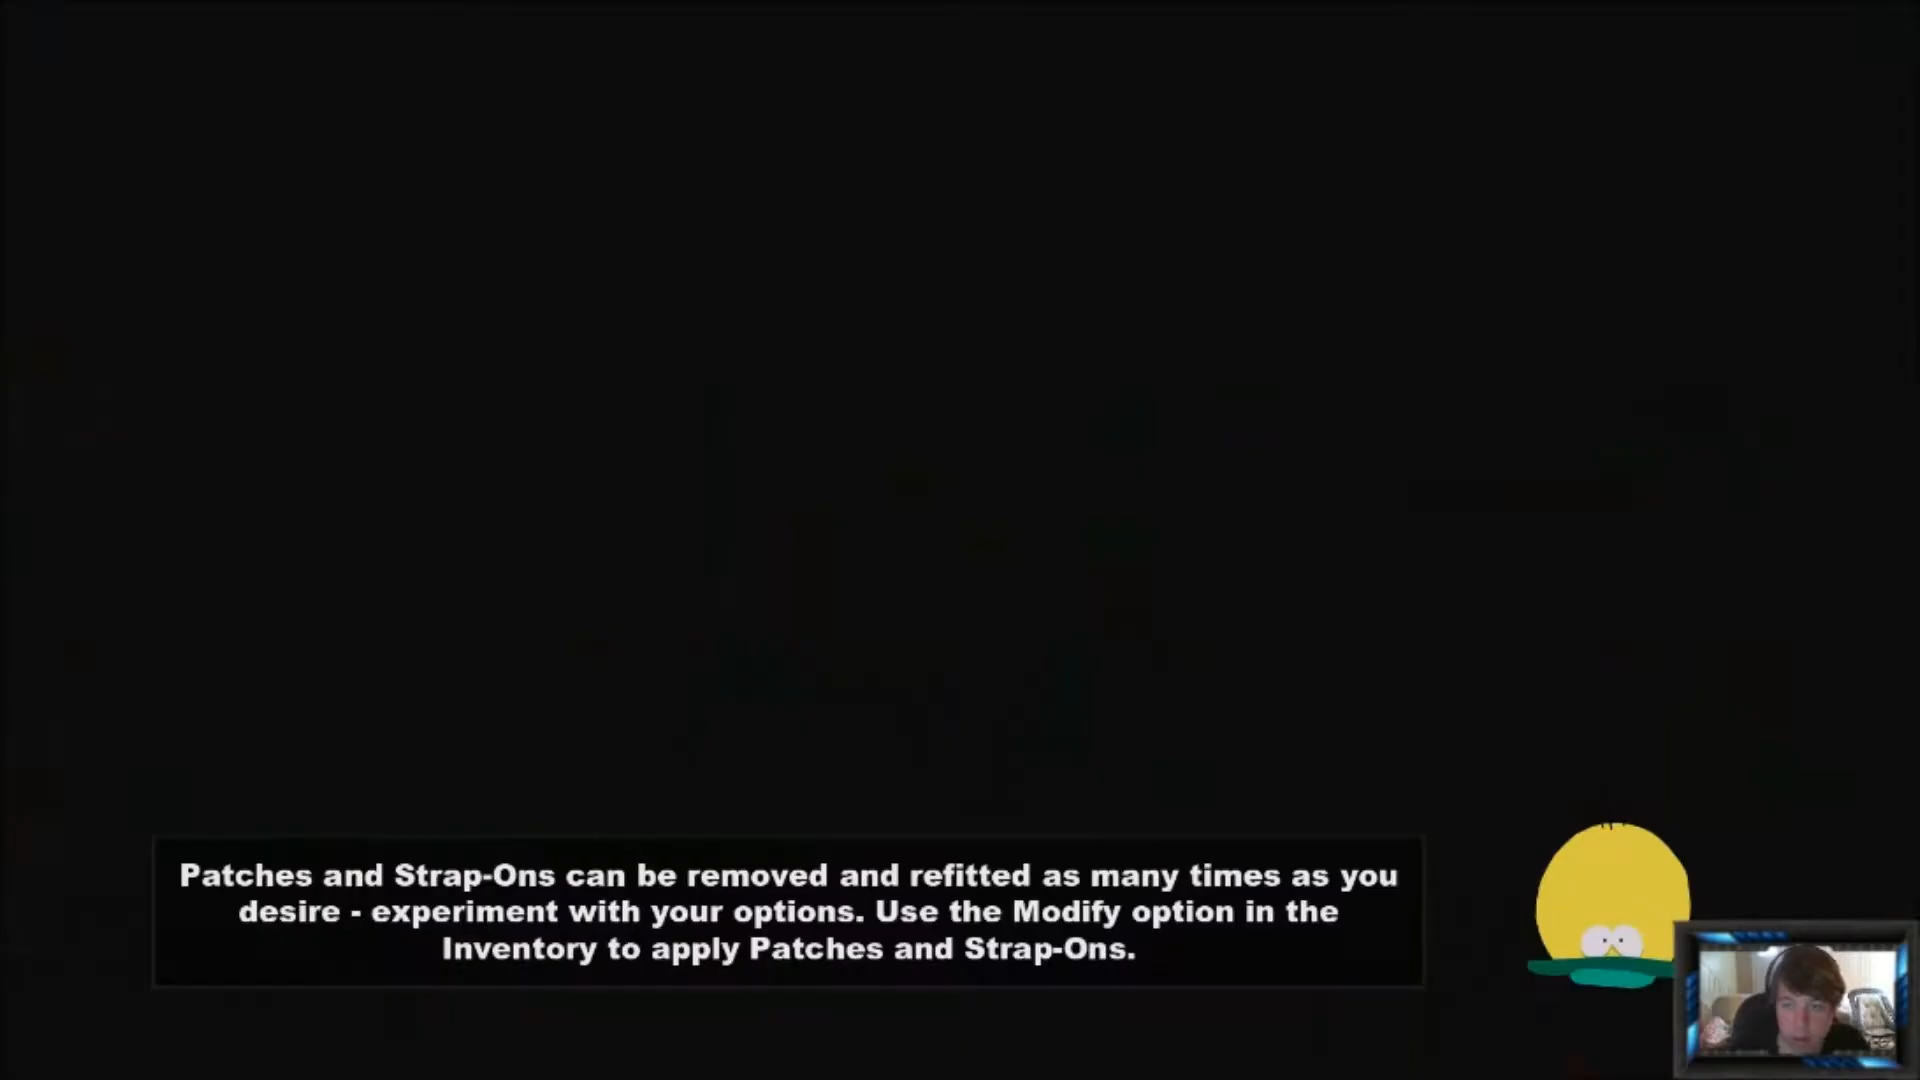 Patches and Strap-Ons can be removed and refitted as many times as you
desire - experiment with your options. Use the Modify option in the
Inventory to apply Patches and Strap-Ons.